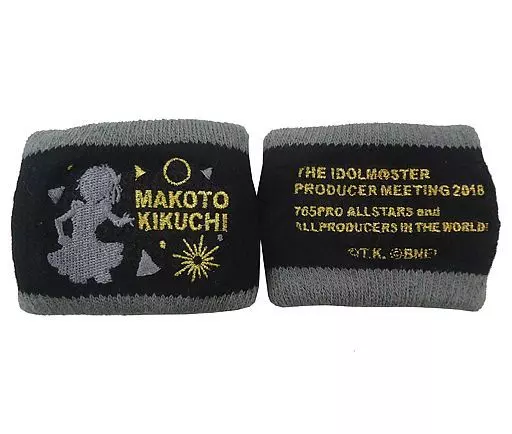 MAKOTO
KIKUCHI
THE IDOLM@STER
PRODUCER MEETING 2018
765PRO ALLSTARS and
ALLPRODUCERS IN THE WORLD!
©T.K. ©BNEI